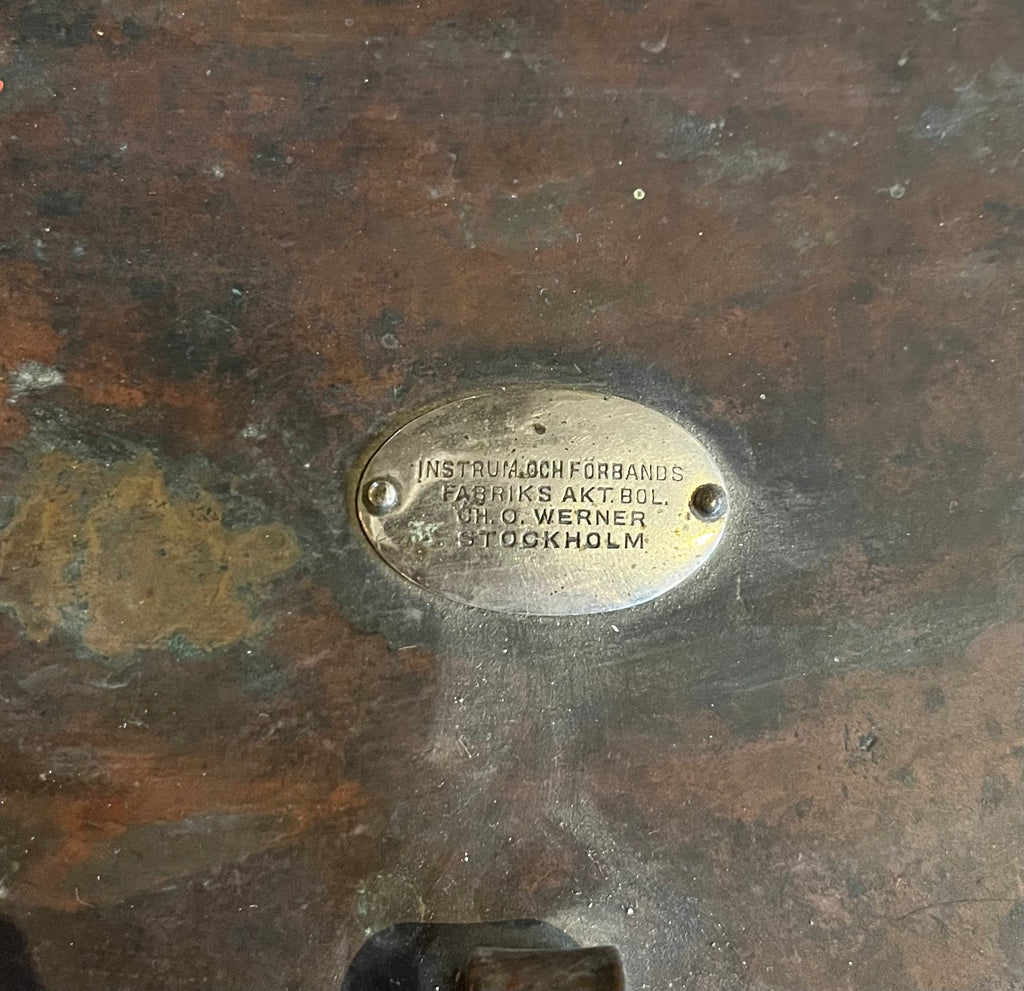 INSTRUM. OCH FÖRBANDS
FABRIKS AKT. BOL.
CH. O. WERNER
STOCKHOLM